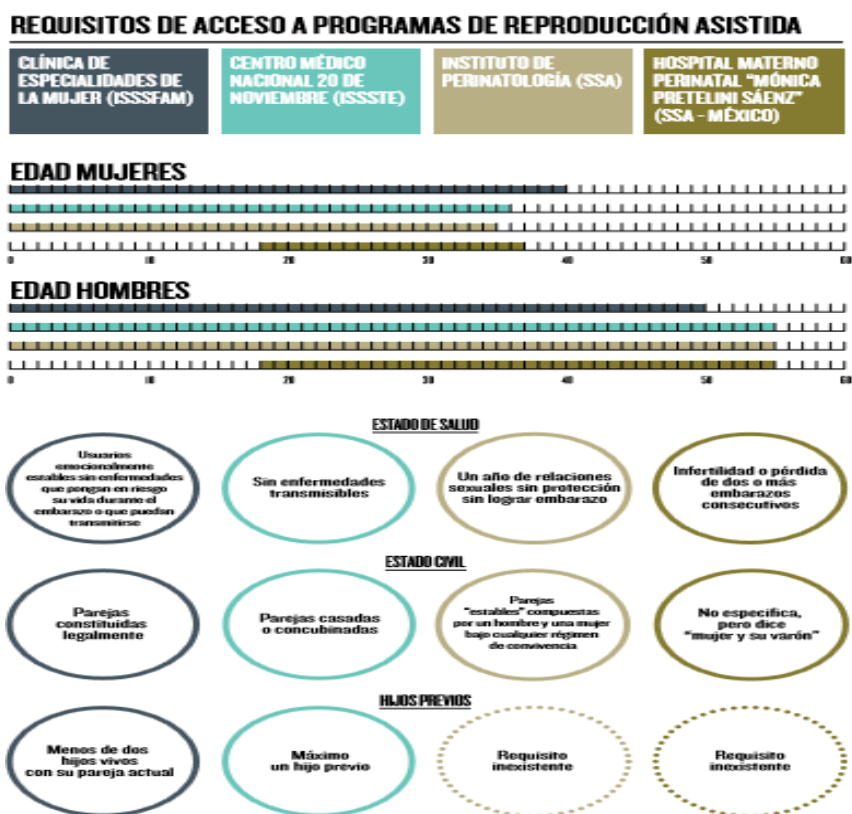 REQUISITOS DE ACCESO A PROGRAMAS DE REPRODUCCIÓN ASISTIDA
CLÍNICA DE
ESPECIALIDADES DE
LA MUJER (ISSSFAM)
CENTRO MÉDICO
NACIONAL 20 DE
NOVIEMBRE (ISSSTE)
INSTITUTO DE
PERINATOLOGÍA (SSA)
HOSPITAL MATERNO
PERINATAL "MÓNICA
PRETELINI SÁENZ"
(SSA - MÉXICO)
EDAD MUJERES
0 10 20 30 40 50 60
EDAD HOMBRES
0 10 20 30 40 50 60
ESTADO DE SALUD
Usuarios
emocionalmente
estables sin enfermedades
que pongan en riesgo
su vida durante el
embarazo o que puedan
transmitirse
Sin enfermedades
transmisibles
Un año de relaciones
sexuales sin protección
sin lograr embarazo
Infertilidad o pérdida
de dos o más
embarazos
consecutivos
ESTADO CIVIL
Parejas
constituidas
legalmente
Parejas casadas
o concubinadas
Parejas
"estables" compuestas
por un hombre y una mujer
bajo cualquier régimen
de convivencia
No especifica,
pero dice
"mujer y su varón"
HIJOS PREVIOS
Menos de dos
hijos vivos
con su pareja actual
Máximo
un hijo previo
Requisito
inexistente
Requisito
inexistente